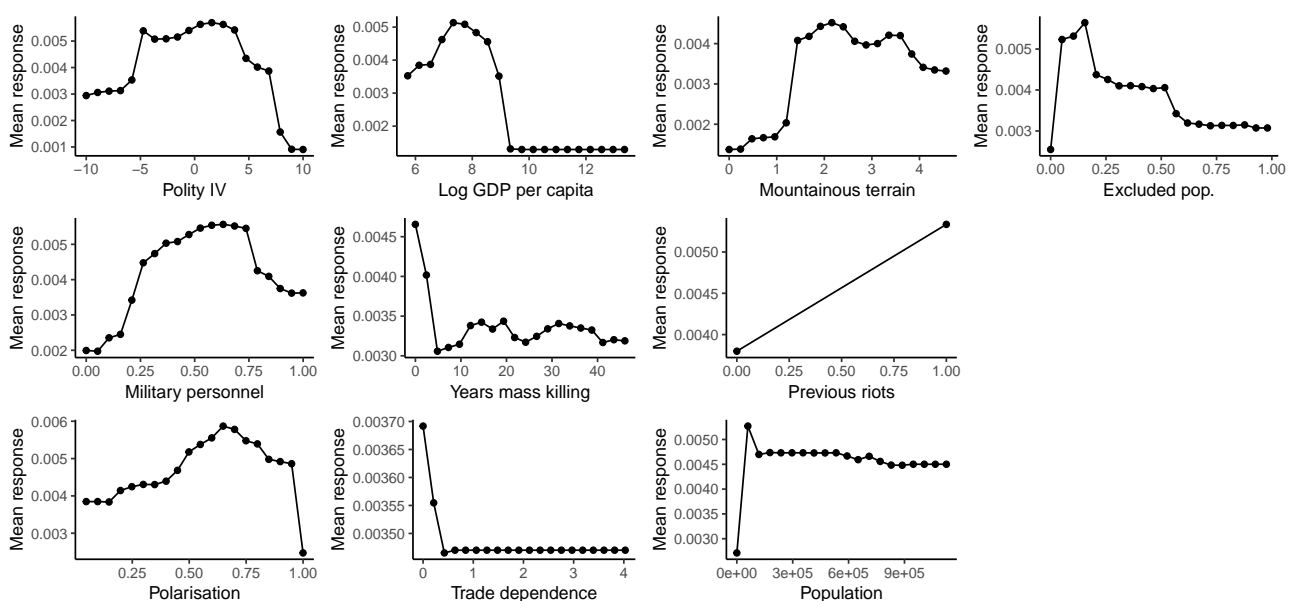 Mean response
0.005
0.004
0.003
0.002
0.001
−10 −5 0 5 10
Polity IV
Mean response
0.005
0.004
0.003
0.002
6 8 10 12
Log GDP per capita
Mean response
0.004
0.003
0.002
0 1 2 3 4
Mountainous terrain
Mean response
0.005
0.004
0.003
0.00 0.25 0.50 0.75 1.00
Excluded pop.
Mean response
0.005
0.004
0.003
0.002
0.00 0.25 0.50 0.75 1.00
Military personnel
Mean response
0.0045
0.0040
0.0035
0.0030
0 10 20 30 40
Years mass killing
Mean response
0.0050
0.0045
0.0040
0.00 0.25 0.50 0.75 1.00
Previous riots
Mean response
0.006
0.005
0.004
0.003
0.25 0.50 0.75 1.00
Polarisation
Mean response
0.00370
0.00365
0.00360
0.00355
0.00350
0 1 2 3 4
Trade dependence
Mean response
0.0050
0.0045
0.0040
0.0035
0.0030
0e+00 3e+05 6e+05 9e+05
Population